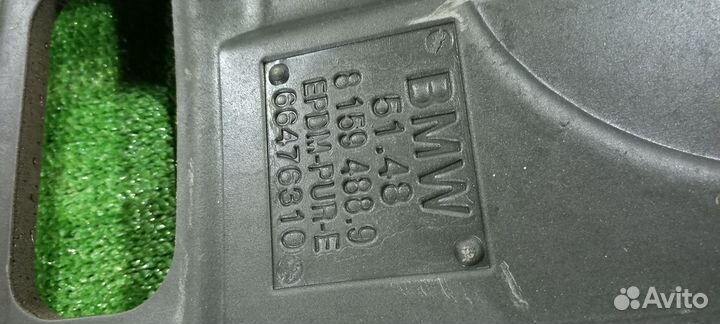 BMW
51.48
8 159 488.9
EPDM-PUR-E
66476310
Avito